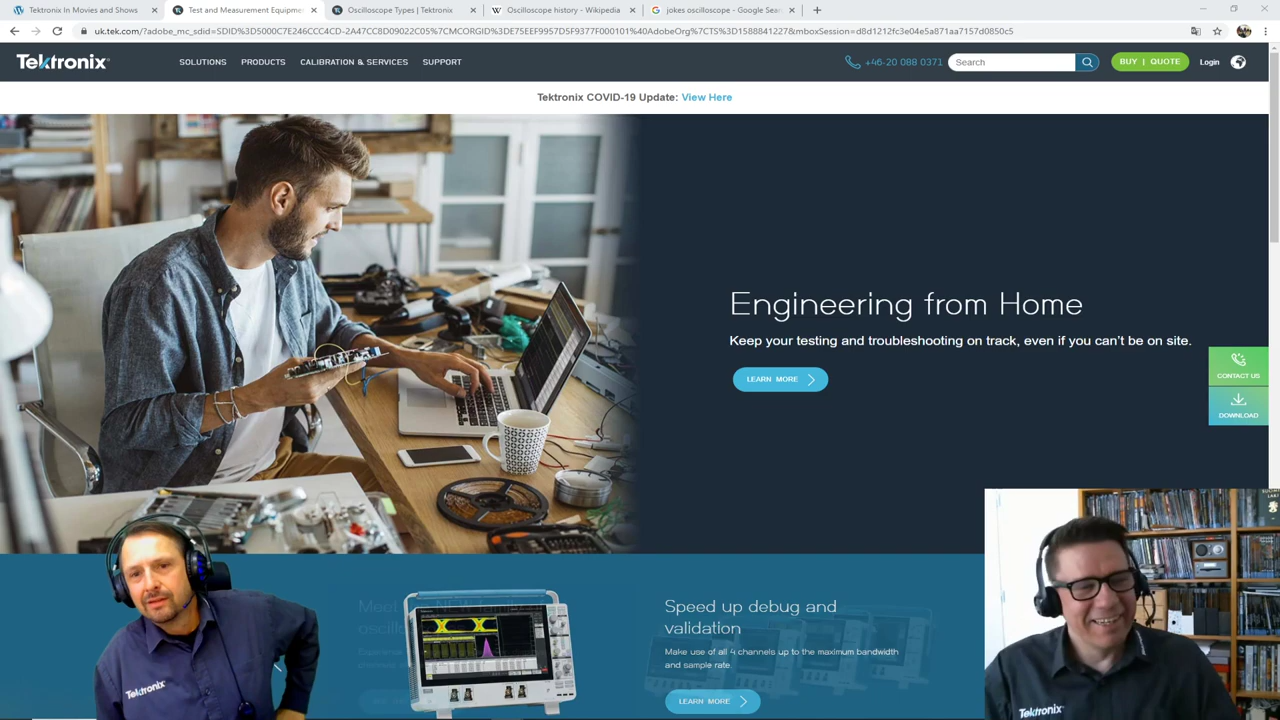 Tektronix In Movies and Shows
Test and Measurement Equipme
Oscilloscope Types | Tektronix
Oscilloscope history - Wikipedia
jokes oscilloscope - Google Sear
uk.tek.com/?adobe_mc_sdid=SDID%3D5000C7E246CCC4CD-2A47CC8D09022C05%7CMCORGID%3DE75EEF9957D5F9377F000101%40AdobeOrg%7CTS%3D1588841227&mboxSession=d8d1212fc3e04e5a871aa7157d0850c5
Tektronix
SOLUTIONS
PRODUCTS
CALIBRATION & SERVICES
SUPPORT
+46-20 088 0371
Search
BUY | QUOTE
Login
Tektronix COVID-19 Update: View Here
Engineering from Home
Keep your testing and troubleshooting on track, even if you can't be on site.
LEARN MORE
CONTACT US
DOWNLOAD
Speed up debug and
validation
Make use of all 4 channels up to the maximum bandwidth
and sample rate.
LEARN MORE
Tektronix
Tektronix